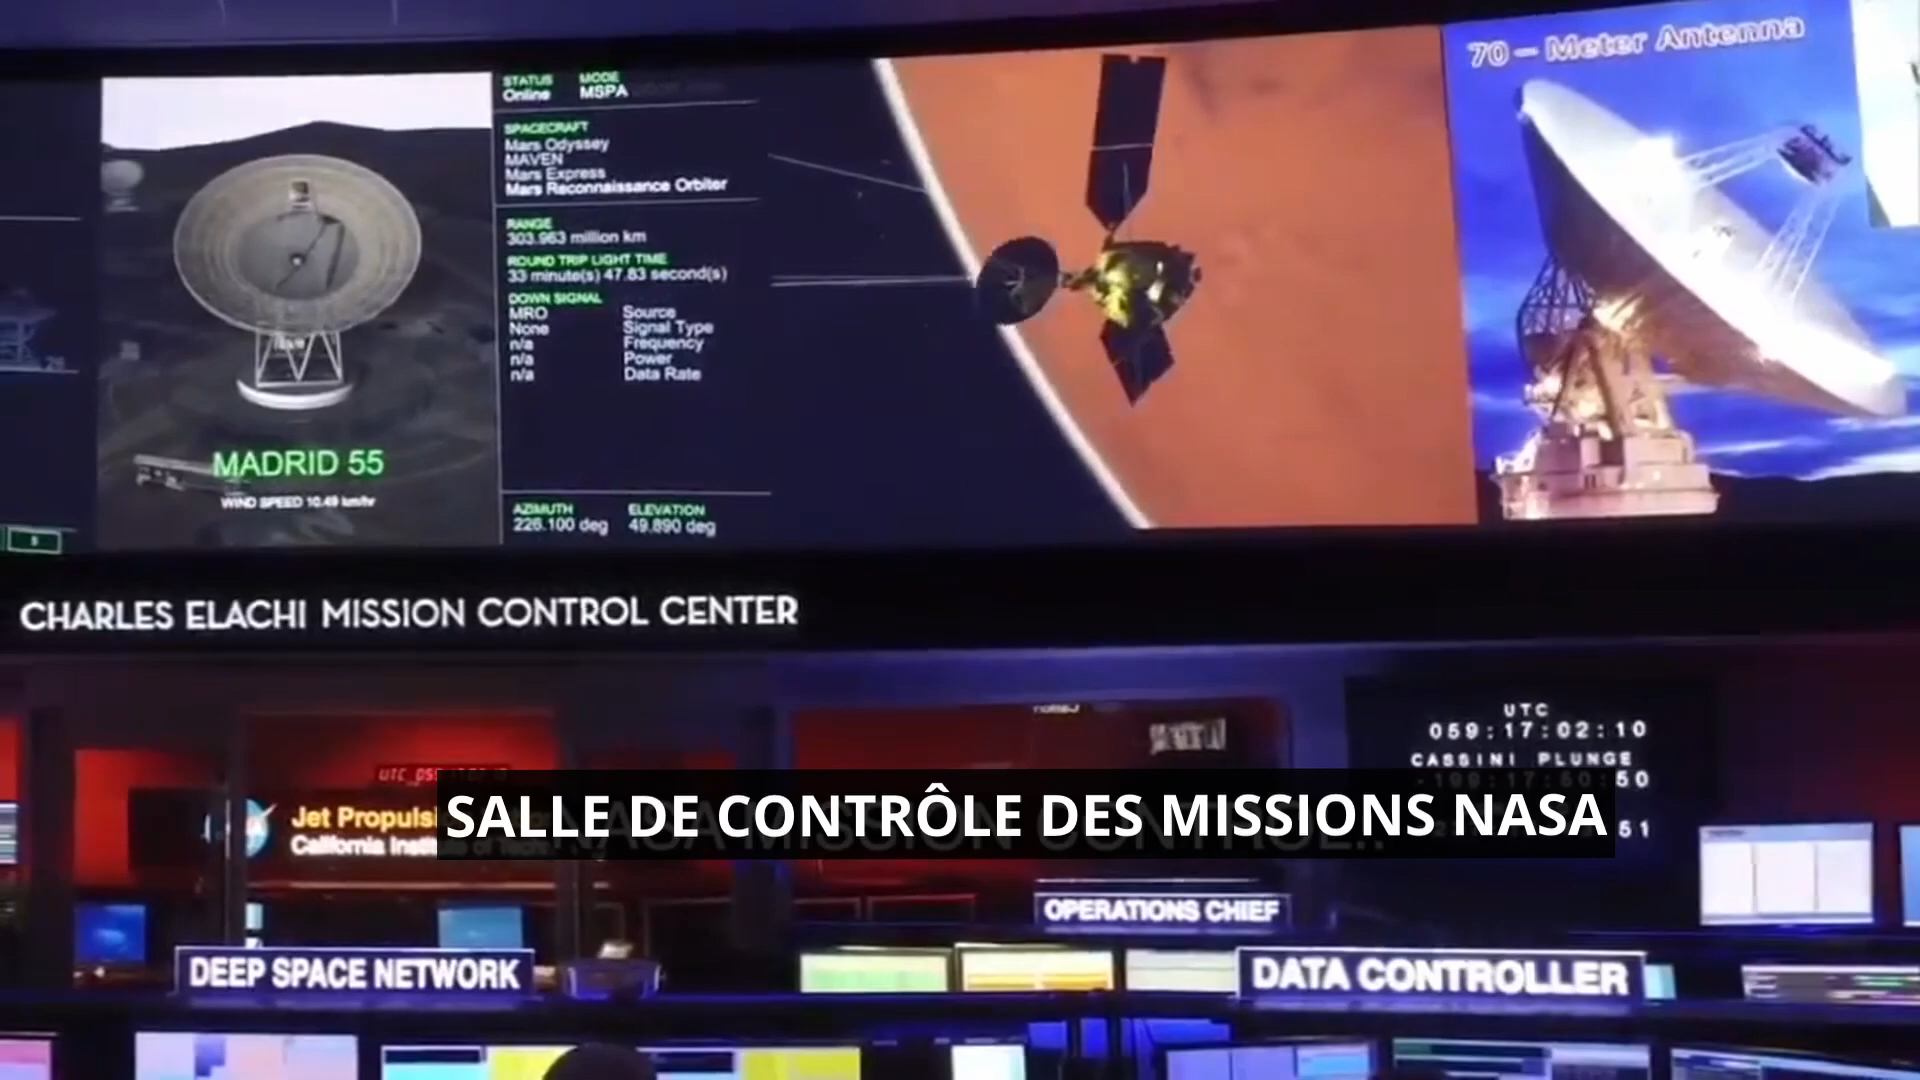 70 – Meter Antenna
STATUS MODE
Online MSPA
SPACECRAFT
Mars Odyssey
MAVEN
Mars Express
Mars Reconnaissance Orbiter
RANGE
303.963 million km
ROUND TRIP LIGHT TIME
33 minute(s) 47.83 second(s)
DOWN SIGNAL
MRO Source
None Signal Type
n/a Frequency
n/a Power
n/a Data Rate
MADRID 55
WIND SPEED 10.49 km/hr
AZIMUTH ELEVATION
226.100 deg 49.890 deg
CHARLES ELACHI MISSION CONTROL CENTER
UTC
059:17:02:10
CASSINI PLUNGE
Jet Propulsi
California
SALLE DE CONTRÔLE DES MISSIONS NASA
51
OPERATIONS CHIEF
DEEP SPACE NETWORK
DATA CONTROLLER